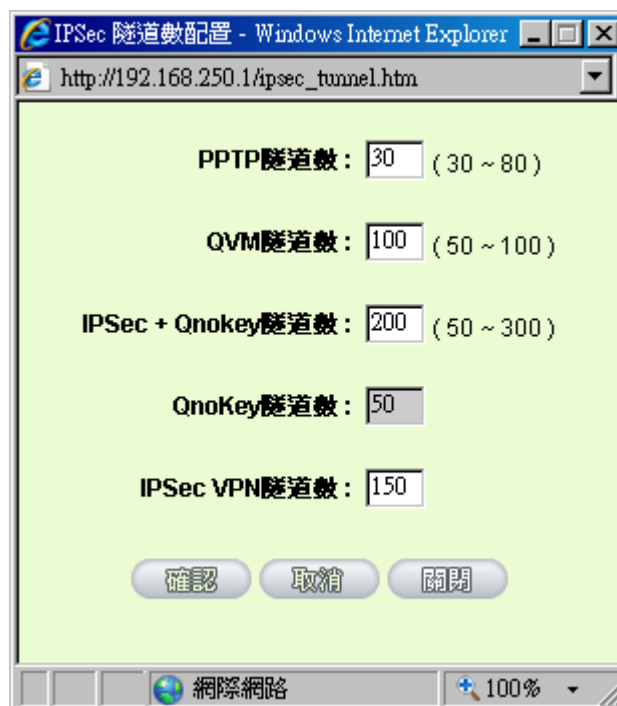 IPSec 隧道數配置 - Windows Internet Explorer
http://192.168.250.1/ipsec_tunnel.htm
PPTP隧道數： 30 ( 30 ~ 80 )
QVM隧道數： 100 ( 50 ~ 100 )
IPSec + Qnokey隧道數： 200 ( 50 ~ 300 )
QnoKey隧道數： 50
IPSec VPN隧道數： 150
確認 取消 關閉
網際網路 100%